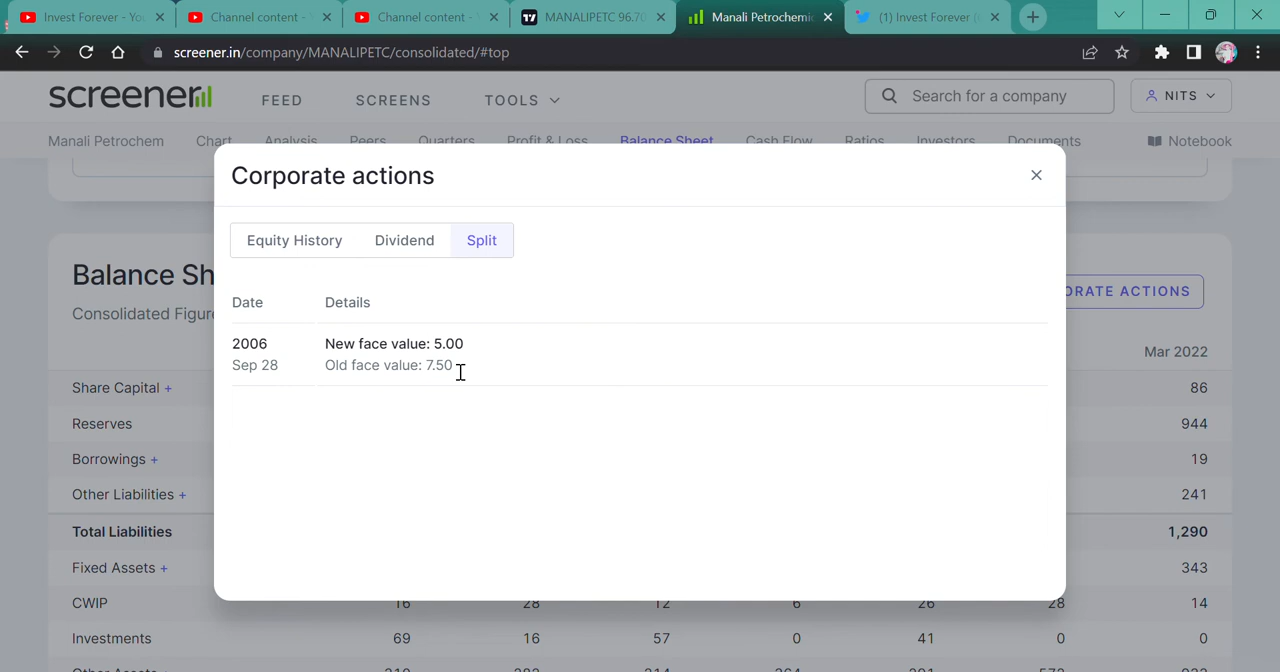 Invest Forever - Yo
Channel content -
Channel content -
MANALIPETC 96.70
Manali Petrochemic
(1) Invest Forever (
screener.in/company/MANALIPETC/consolidated/#top
screener
FEED
SCREENS
TOOLS
Search for a company
NITS
Manali Petrochem
Chart
Analysis
Peers
Quarters
Profit & Loss
Balance Sheet
Cash Flow
Ratios
Investors
Documents
Notebook
Corporate actions
Equity History
Dividend
Split
Balance Sh
Consolidated Figure
ORATE ACTIONS
Date Details
2006 New face value: 5.00
Sep 28 Old face value: 7.50
Mar 2022
Share Capital + 86
Reserves 944
Borrowings + 19
Other Liabilities + 241
Total Liabilities 1,290
Fixed Assets + 343
CWIP 16 28 12 6 26 28 14
Investments 69 16 57 0 41 0 0